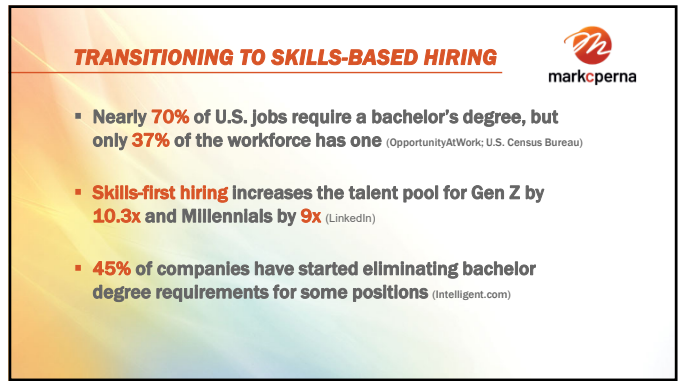 TRANSITIONING TO SKILLS-BASED HIRING
markcperna
▪ Nearly 70% of U.S. jobs require a bachelor’s degree, but
only 37% of the workforce has one (OpportunityAtWork; U.S. Census Bureau)
▪ Skills-first hiring increases the talent pool for Gen Z by
10.3x and Millennials by 9x (LinkedIn)
▪ 45% of companies have started eliminating bachelor
degree requirements for some positions (Intelligent.com)